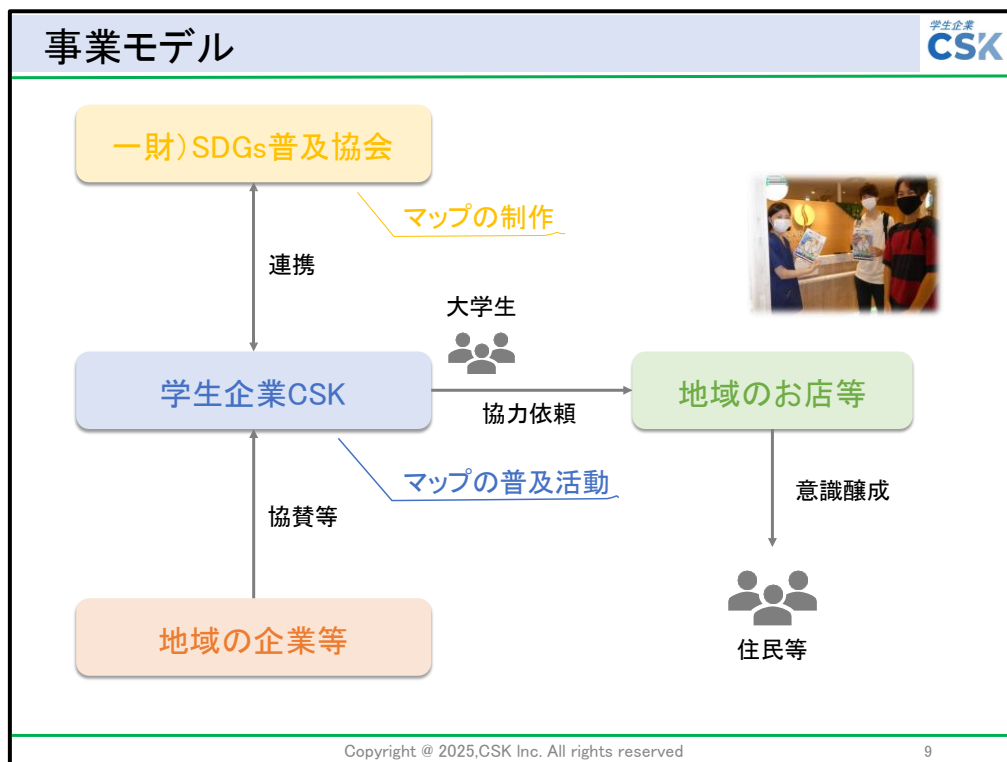 事業モデル
学生企業
CSK
一財）SDGs普及協会
マップの制作
連携
大学生
学生企業CSK
協力依頼
地域のお店等
マップの普及活動
協賛等
意識醸成
地域の企業等
住民等
Copyright @ 2025,CSK Inc. All rights reserved
9